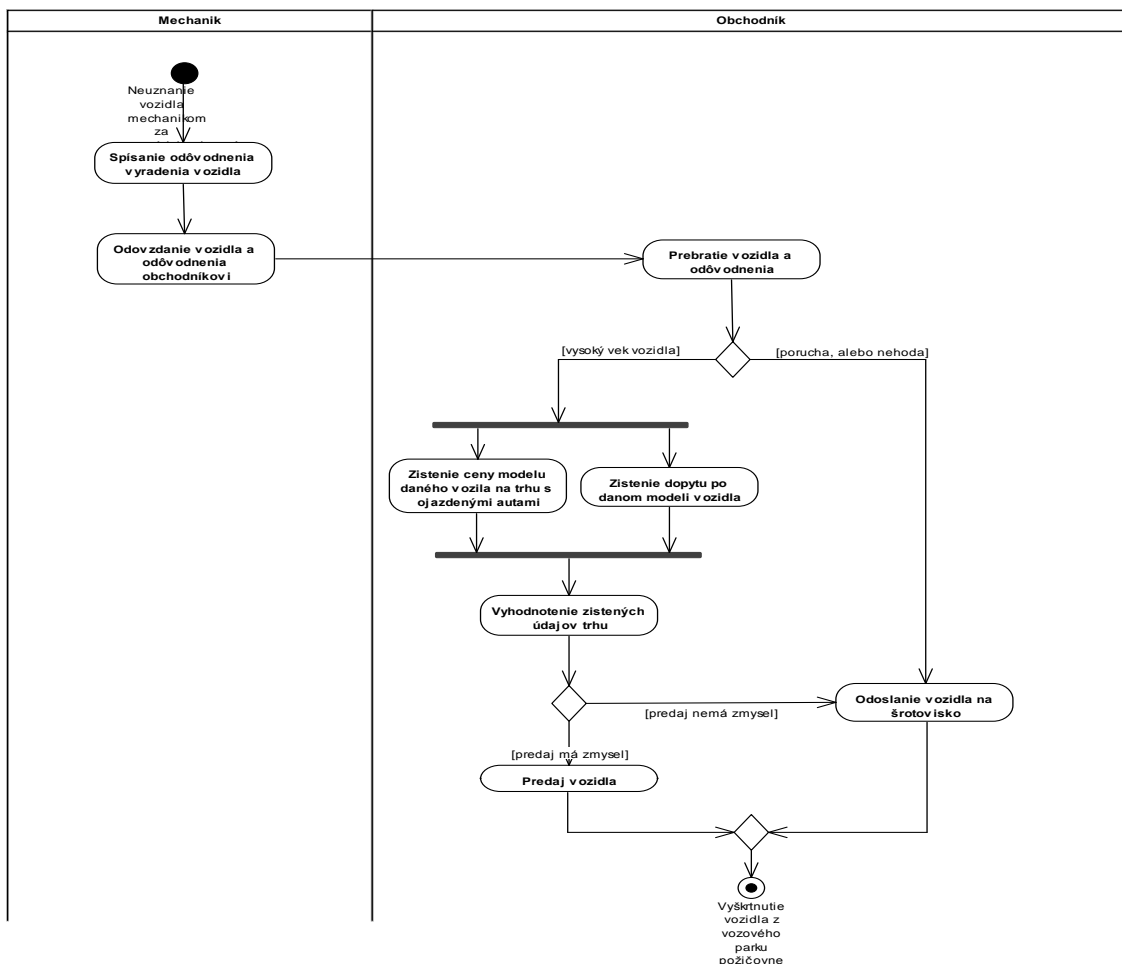 Mechanik
Obchodník
Neuznanie
vozidla
mechanikom
za
Spísanie odôvodnenia
vyradenia vozidla
Odovzdanie vozidla a
odôvodnenia
obchodníkovi
Prebratie vozidla a
odôvodnenia
[vysoký vek vozidla]
[porucha, alebo nehoda]
Zistenie ceny modelu
daného vozila na trhu s
ojazdenými autami
Zistenie dopytu po
danom modeli vozidla
Vyhodnotenie zistených
údajov trhu
[predaj nemá zmysel]
Odoslanie vozidla na
šrotovisko
[predaj má zmysel]
Predaj vozidla
Vyškrtnutie
vozidla z
vozového
parku
požičovne